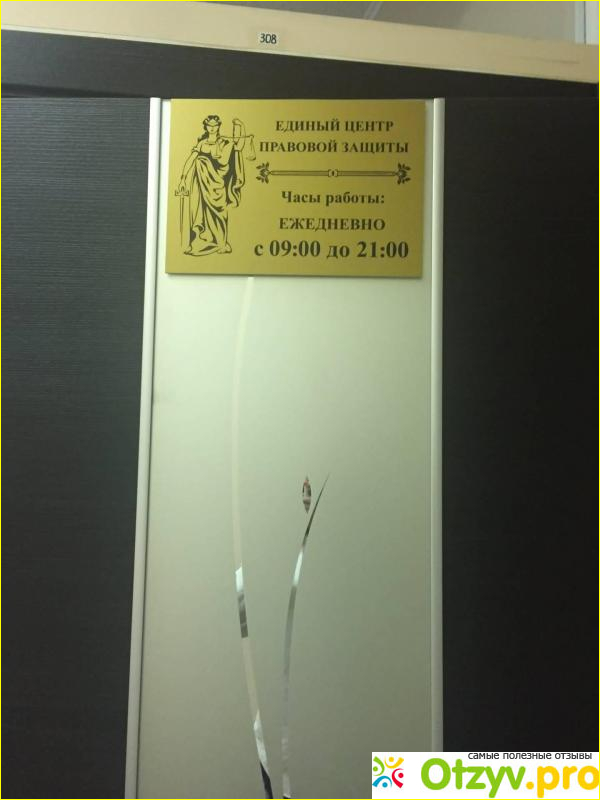 308
ЕДИНЫЙ ЦЕНТР
ПРАВОВОЙ ЗАЩИТЫ
Часы работы:
ЕЖЕДНЕВНО
с 09:00 до 21:00
самые полезные отзывы
Otzyv.pro